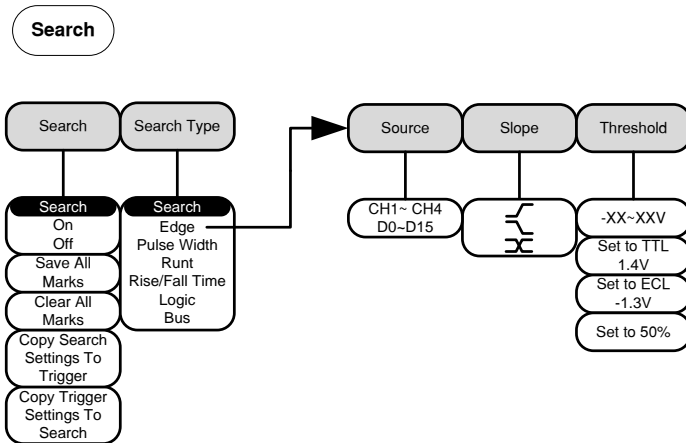 Search
Search
Search Type
Source
Slope
Threshold
Search
On
Off
Save All
Marks
Clear All
Marks
Copy Search
Settings To
Trigger
Copy Trigger
Settings To
Search
Search
Edge
Pulse Width
Runt
Rise/Fall Time
Logic
Bus
CH1~ CH4
D0~D15
-XX~XXV
Set to TTL
1.4V
Set to ECL
-1.3V
Set to 50%